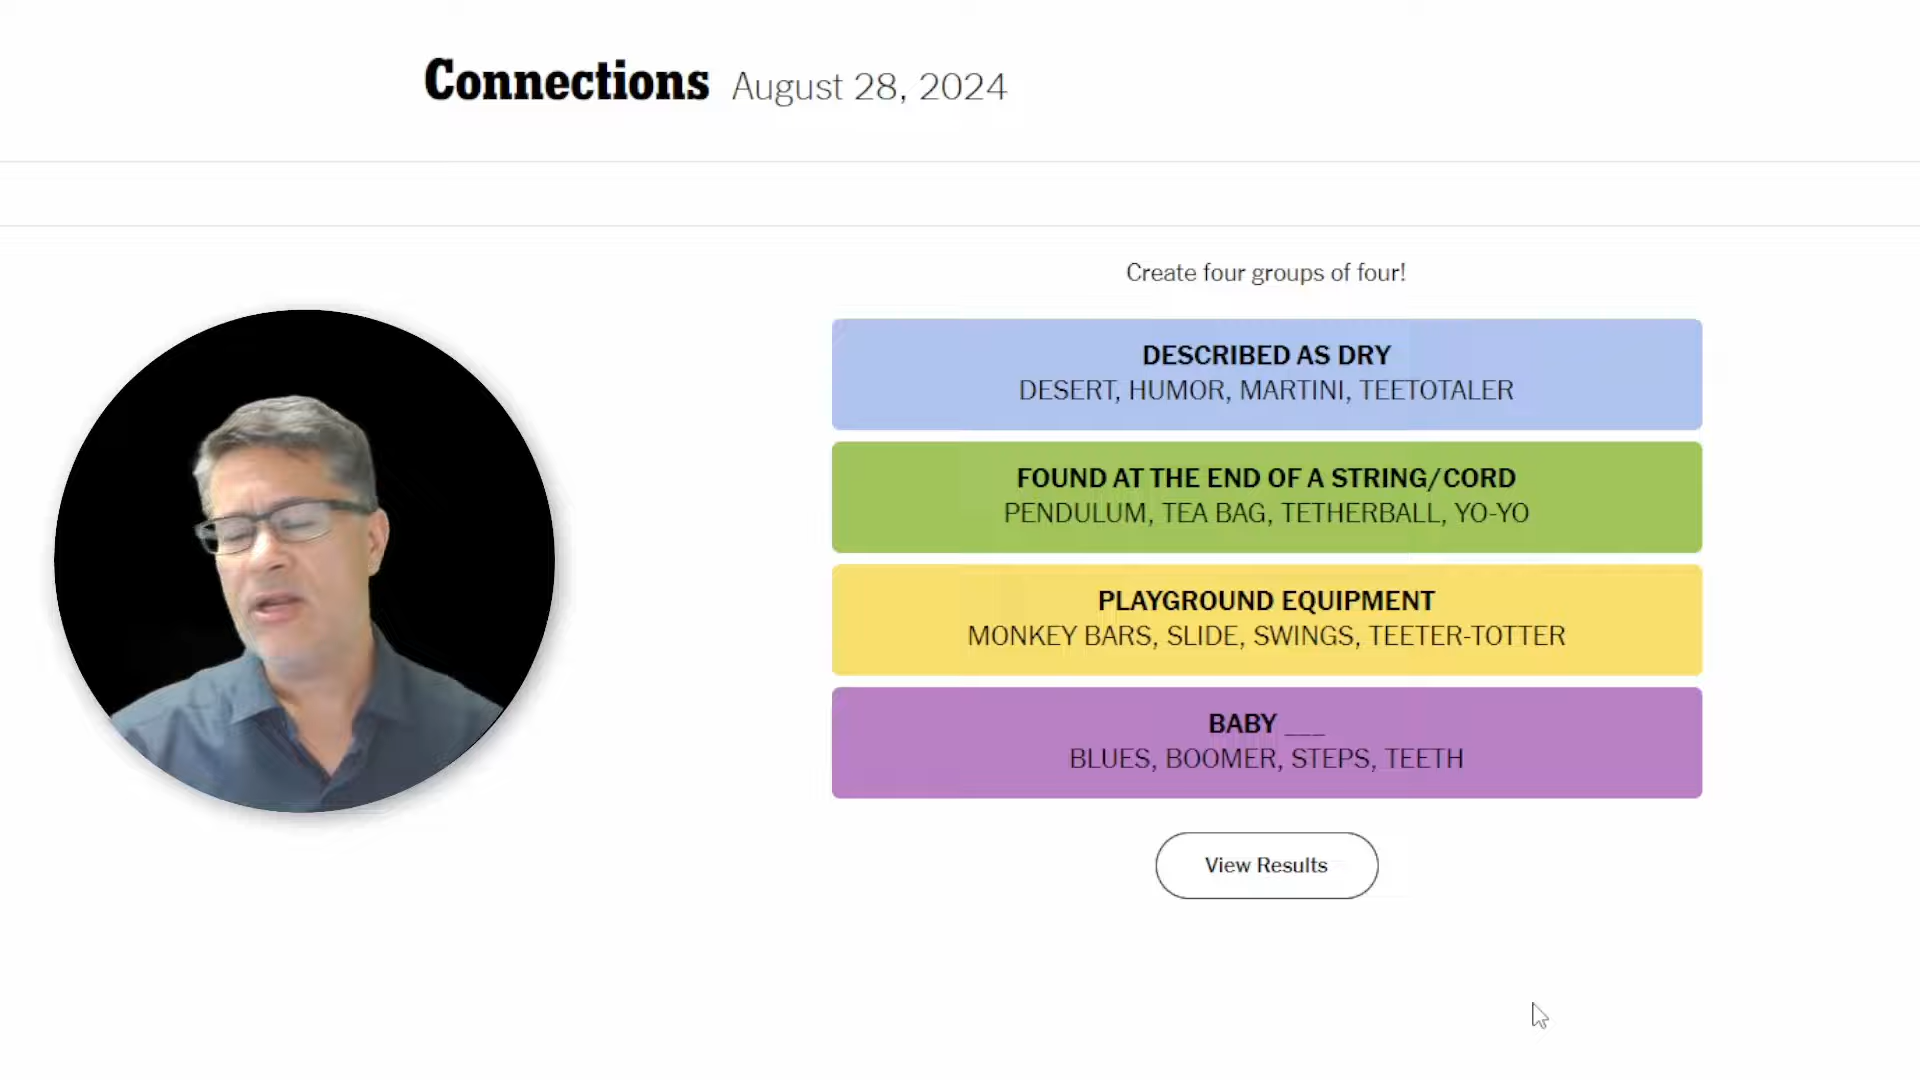 Connections August 28, 2024
Create four groups of four!
DESCRIBED AS DRY
DESERT, HUMOR, MARTINI, TEETOTALER
FOUND AT THE END OF A STRING/CORD
PENDULUM, TEA BAG, TETHERBALL, YO-YO
PLAYGROUND EQUIPMENT
MONKEY BARS, SLIDE, SWINGS, TEETER-TOTTER
BABY ___
BLUES, BOOMER, STEPS, TEETH
View Results